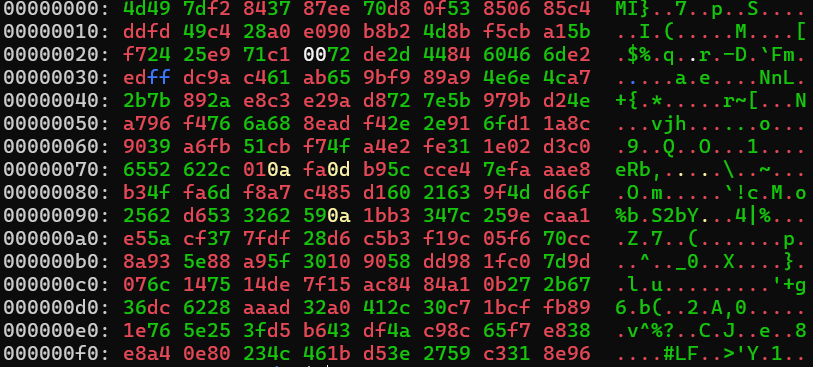 00000000: 4d49 7df2 8437 87ee 70d8 0f53 8506 85c4  MI}..7..p..S....
00000010: ddfd 49c4 28a0 e090 b8b2 4d8b f5cb a15b  ..I.(.....M....[
00000020: f724 25e9 71c1 0072 de2d 4484 6046 6de2  .$%.q..r.-D.`Fm.
00000030: edff dc9a c461 ab65 9bf9 89a9 4e6e 4ca7  .....a.e....NnL.
00000040: 2b7b 892a e8c3 e29a d872 7e5b 979b d24e  +{.*.....r~[...N
00000050: a796 f476 6a68 8ead f42e 2e91 6fd1 1a8c  ...vjh......o...
00000060: 9039 a6fb 51cb f74f a4e2 fe31 1e02 d3c0  .9..Q..O...1....
00000070: 6552 622c 010a fa0d b95c cce4 7efa aae8  eRb,.....\..~...
00000080: b34f fa6d f8a7 c485 d160 2163 9f4d d66f  .O.m.....`!c.M.o
00000090: 2562 d653 3262 590a 1bb3 347c 259e caa1  %b.S2bY...4|%...
000000a0: e55a cf37 7fdf 28d6 c5b3 f19c 05f6 70cc  .Z.7..(.......p.
000000b0: 8a93 5e88 a95f 3010 9058 dd98 1fc0 7d9d  ..^.._0..X....}.
000000c0: 076c 1475 14de 7f15 ac84 84a1 0b27 2b67  .l.u.........'+g
000000d0: 36dc 6228 aaad 32a0 412c 30c7 1bcf fb89  6.b(..2.A,0.....
000000e0: 1e76 5e25 3fd5 b643 df4a c98c 65f7 e838  .v^%?..C.J..e..8
000000f0: e8a4 0e80 234c 461b d53e 2759 c331 8e96  ....#LF..>'Y.1..